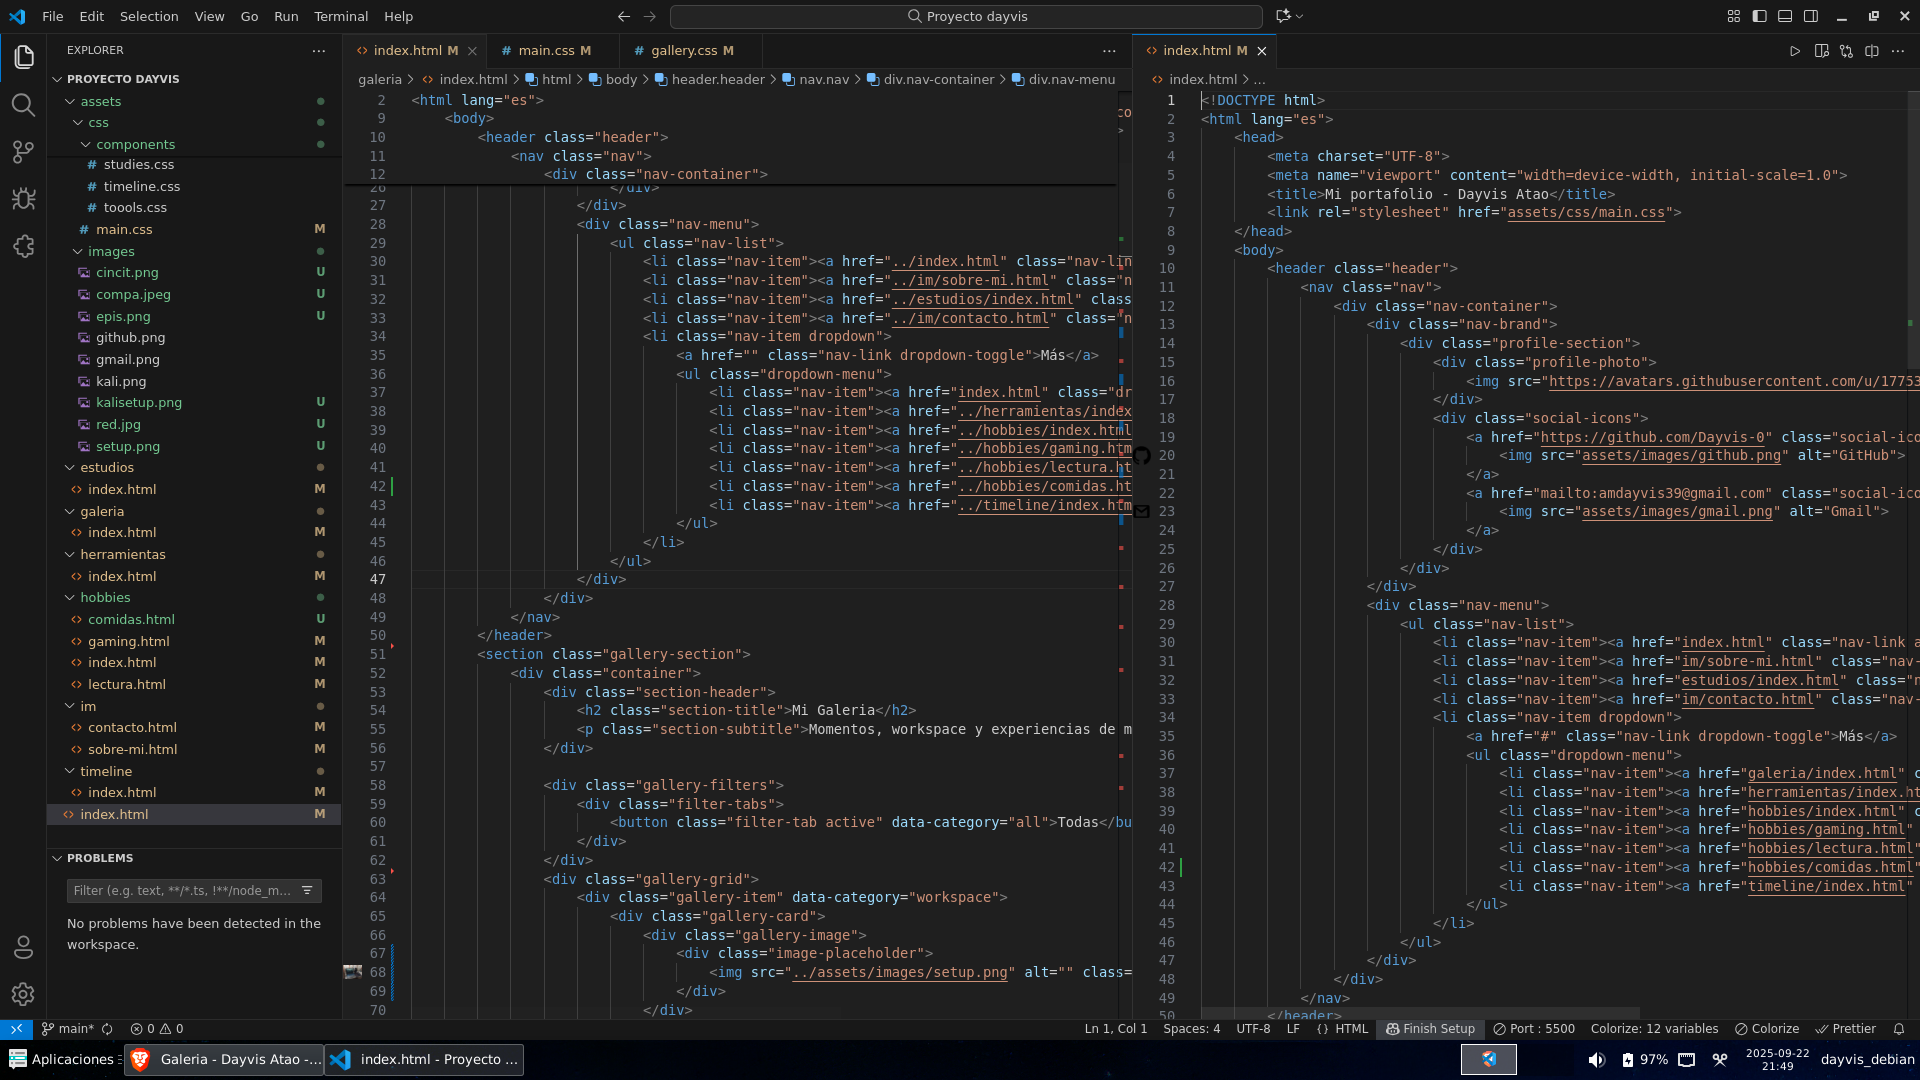 File Edit Selection View Go Run Terminal Help
Proyecto dayvis
EXPLORER
PROYECTO DAYVIS
assets
css
components
studies.css
timeline.css
toools.css
main.css M
images
cincit.png U
compa.jpeg U
epis.png U
github.png
gmail.png
kali.png
kalisetup.png U
red.jpg U
setup.png U
estudios
index.html M
galeria
index.html M
herramientas
index.html M
hobbies
comidas.html U
gaming.html M
index.html M
lectura.html M
im
contacto.html M
sobre-mi.html M
timeline
index.html M
index.html M
PROBLEMS
Filter (e.g. text, **/*.ts, !**/node_m...
No problems have been detected in the
workspace.
index.html M main.css M gallery.css M
galeria > index.html > html > body > header.header > nav.nav > div.nav-container > div.nav-menu
2 <html lang="es">
9 <body>
10 <header class="header">
11 <nav class="nav">
12 <div class="nav-container">
26 </div>
27 </div>
28 <div class="nav-menu">
29 <ul class="nav-list">
30 <li class="nav-item"><a href="../index.html" class="nav-lin
31 <li class="nav-item"><a href="../im/sobre-mi.html" class="n
32 <li class="nav-item"><a href="../estudios/index.html" class
33 <li class="nav-item"><a href="../im/contacto.html" class="n
34 <li class="nav-item dropdown">
35 <a href="" class="nav-link dropdown-toggle">Más</a>
36 <ul class="dropdown-menu">
37 <li class="nav-item"><a href="index.html" class="dr
38 <li class="nav-item"><a href="../herramientas/index
39 <li class="nav-item"><a href="../hobbies/index.html
40 <li class="nav-item"><a href="../hobbies/gaming.htm
41 <li class="nav-item"><a href="../hobbies/lectura.ht
42 <li class="nav-item"><a href="../hobbies/comidas.ht
43 <li class="nav-item"><a href="../timeline/index.htm
44 </ul>
45 </li>
46 </ul>
47 </div>
48 </div>
49 </nav>
50 </header>
51 <section class="gallery-section">
52 <div class="container">
53 <div class="section-header">
54 <h2 class="section-title">Mi Galeria</h2>
55 <p class="section-subtitle">Momentos, workspace y experiencias de m
56 </div>
57
58 <div class="gallery-filters">
59 <div class="filter-tabs">
60 <button class="filter-tab active" data-category="all">Todas</bu
61 </div>
62 </div>
63 <div class="gallery-grid">
64 <div class="gallery-item" data-category="workspace">
65 <div class="gallery-card">
66 <div class="gallery-image">
67 <div class="image-placeholder">
68 <img src="../assets/images/setup.png" alt="" class=
69 </div>
70 </div>
index.html M
index.html > ...
1 <!DOCTYPE html>
2 <html lang="es">
3 <head>
4 <meta charset="UTF-8">
5 <meta name="viewport" content="width=device-width, initial-scale=1.0">
6 <title>Mi portafolio - Dayvis Atao</title>
7 <link rel="stylesheet" href="assets/css/main.css">
8 </head>
9 <body>
10 <header class="header">
11 <nav class="nav">
12 <div class="nav-container">
13 <div class="nav-brand">
14 <div class="profile-section">
15 <div class="profile-photo">
16 <img src="https://avatars.githubusercontent.com/u/17753
17 </div>
18 <div class="social-icons">
19 <a href="https://github.com/Dayvis-0" class="social-ico
20 <img src="assets/images/github.png" alt="GitHub">
21 </a>
22 <a href="mailto:amdayvis39@gmail.com" class="social-ico
23 <img src="assets/images/gmail.png" alt="Gmail">
24 </a>
25 </div>
26 </div>
27 </div>
28 <div class="nav-menu">
29 <ul class="nav-list">
30 <li class="nav-item"><a href="index.html" class="nav-link a
31 <li class="nav-item"><a href="im/sobre-mi.html" class="nav-
32 <li class="nav-item"><a href="estudios/index.html" class="n
33 <li class="nav-item"><a href="im/contacto.html" class="nav-
34 <li class="nav-item dropdown">
35 <a href="#" class="nav-link dropdown-toggle">Más</a>
36 <ul class="dropdown-menu">
37 <li class="nav-item"><a href="galeria/index.html" c
38 <li class="nav-item"><a href="herramientas/index.ht
39 <li class="nav-item"><a href="hobbies/index.html" c
40 <li class="nav-item"><a href="hobbies/gaming.html"
41 <li class="nav-item"><a href="hobbies/lectura.html"
42 <li class="nav-item"><a href="hobbies/comidas.html"
43 <li class="nav-item"><a href="timeline/index.html"
44 </ul>
45 </li>
46 </ul>
47 </div>
48 </div>
49 </nav>
50 </header>
main* 0 0 Ln 1, Col 1 Spaces: 4 UTF-8 LF {} HTML Finish Setup Port : 5500 Colorize: 12 variables Colorize Prettier
Aplicaciones Galeria - Dayvis Atao -... index.html - Proyecto ... 97% 2025-09-22 dayvis_debian
21:49